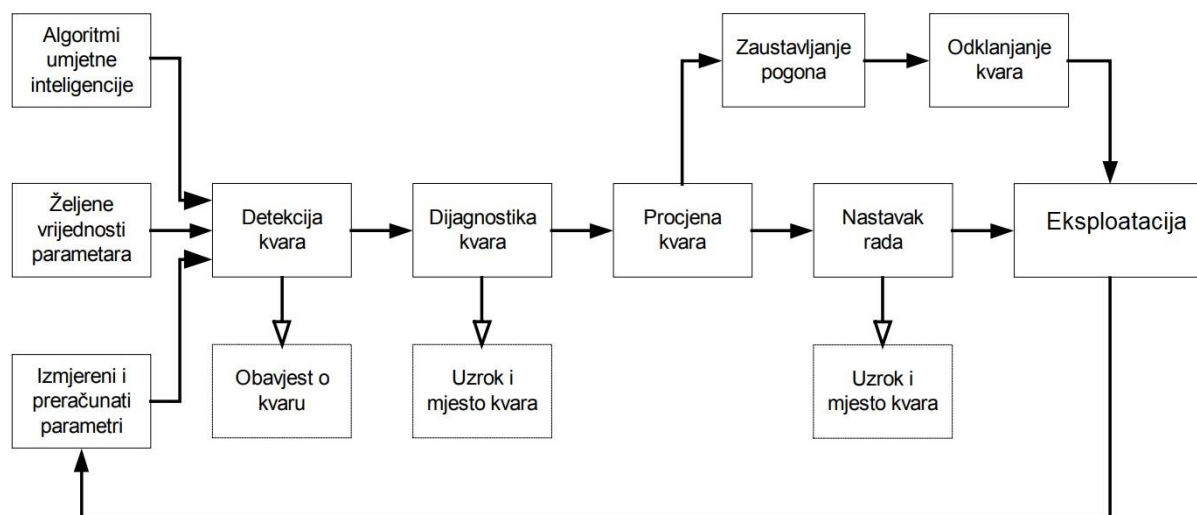 Algoritmi
umjetne
inteligencije
Zaustavljanje
pogona
Odklanjanje
kvara
Željene
vrijednosti
parametara
Detekcija
kvara
Dijagnostika
kvara
Procjena
kvara
Nastavak
rada
Eksploatacija
Izmjereni i
preračunati
parametri
Obavjest o
kvaru
Uzrok i
mjesto kvara
Uzrok i
mjesto kvara